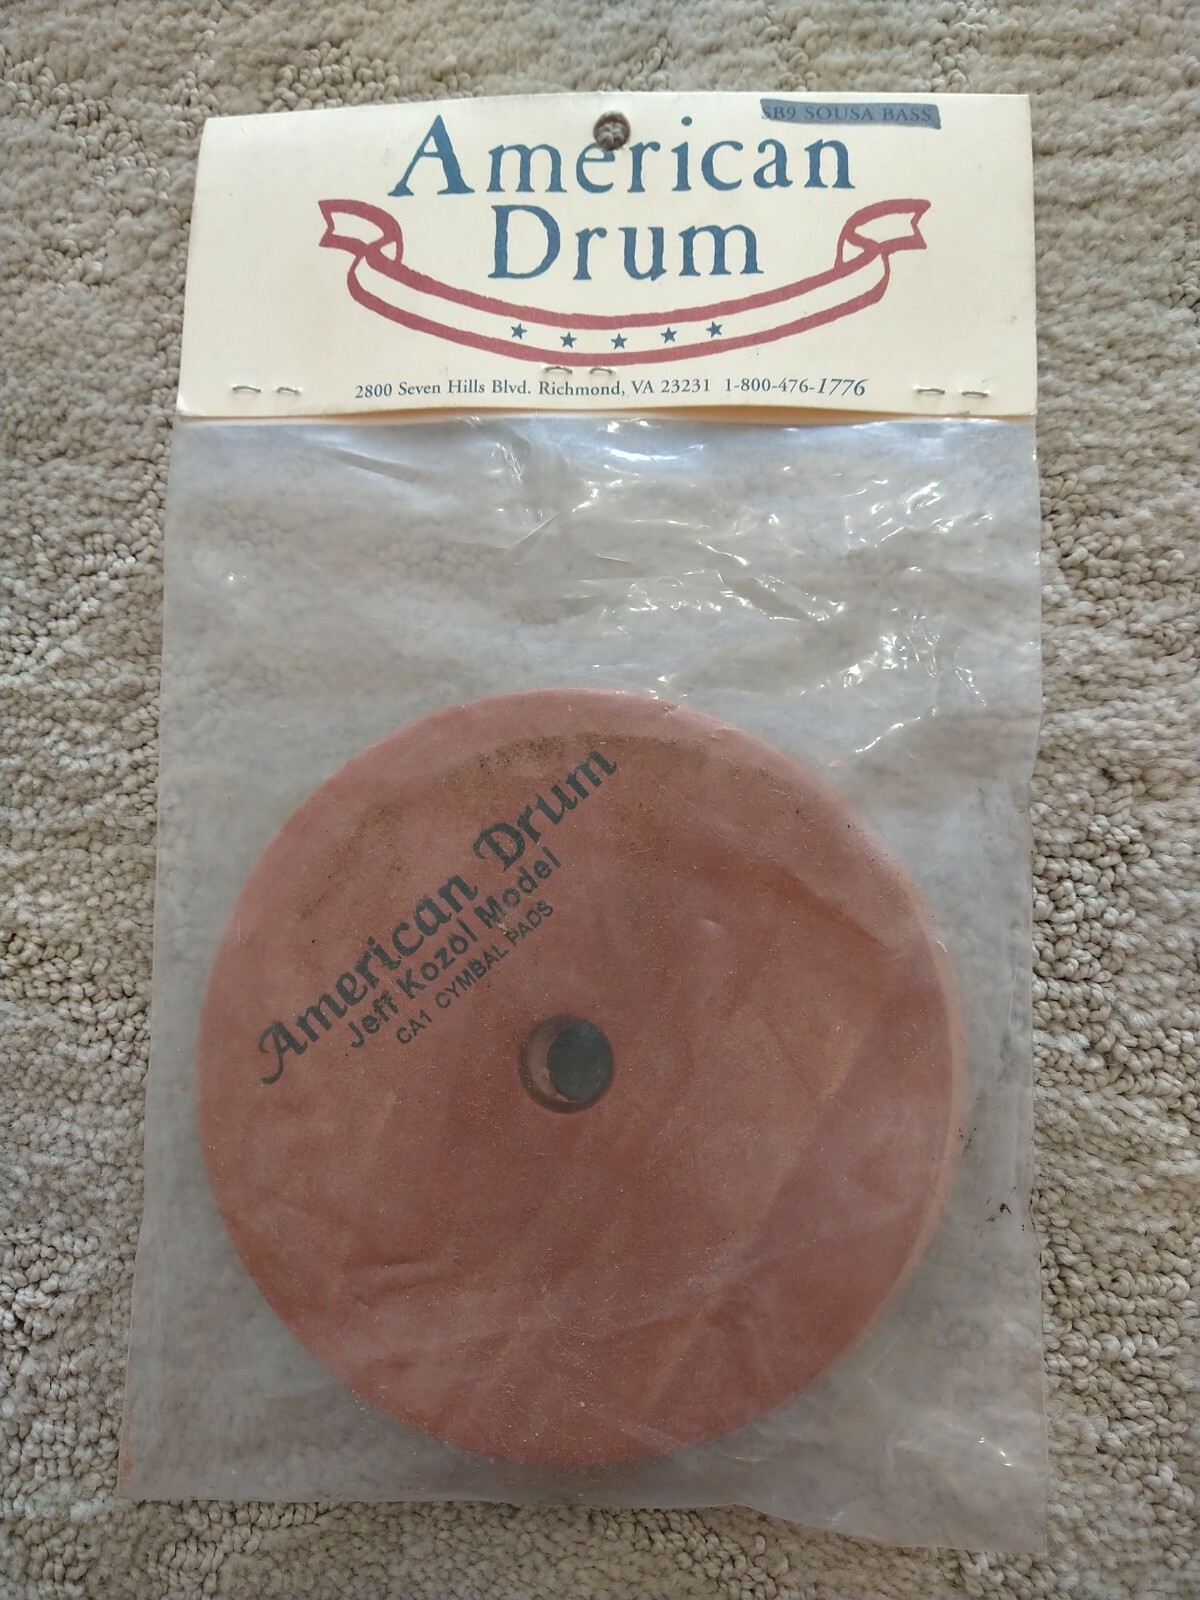 SB9 SOUSA BASS
American
Drum
2800 Seven Hills Blvd. Richmond, VA 23231 1-800-476-1776
American Drum
Jeff Kozol Model
CA1 CYMBAL PADS